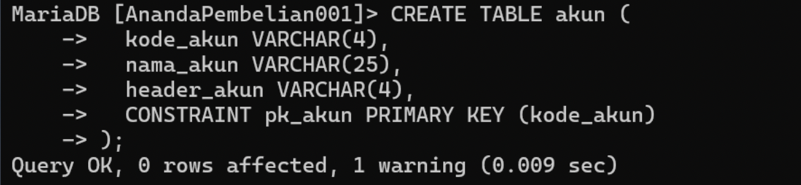 MariaDB [AnandaPembelian001]> CREATE TABLE akun (
    ->   kode_akun VARCHAR(4),
    ->   nama_akun VARCHAR(25),
    ->   header_akun VARCHAR(4),
    ->   CONSTRAINT pk_akun PRIMARY KEY (kode_akun)
    -> );
Query OK, 0 rows affected, 1 warning (0.009 sec)